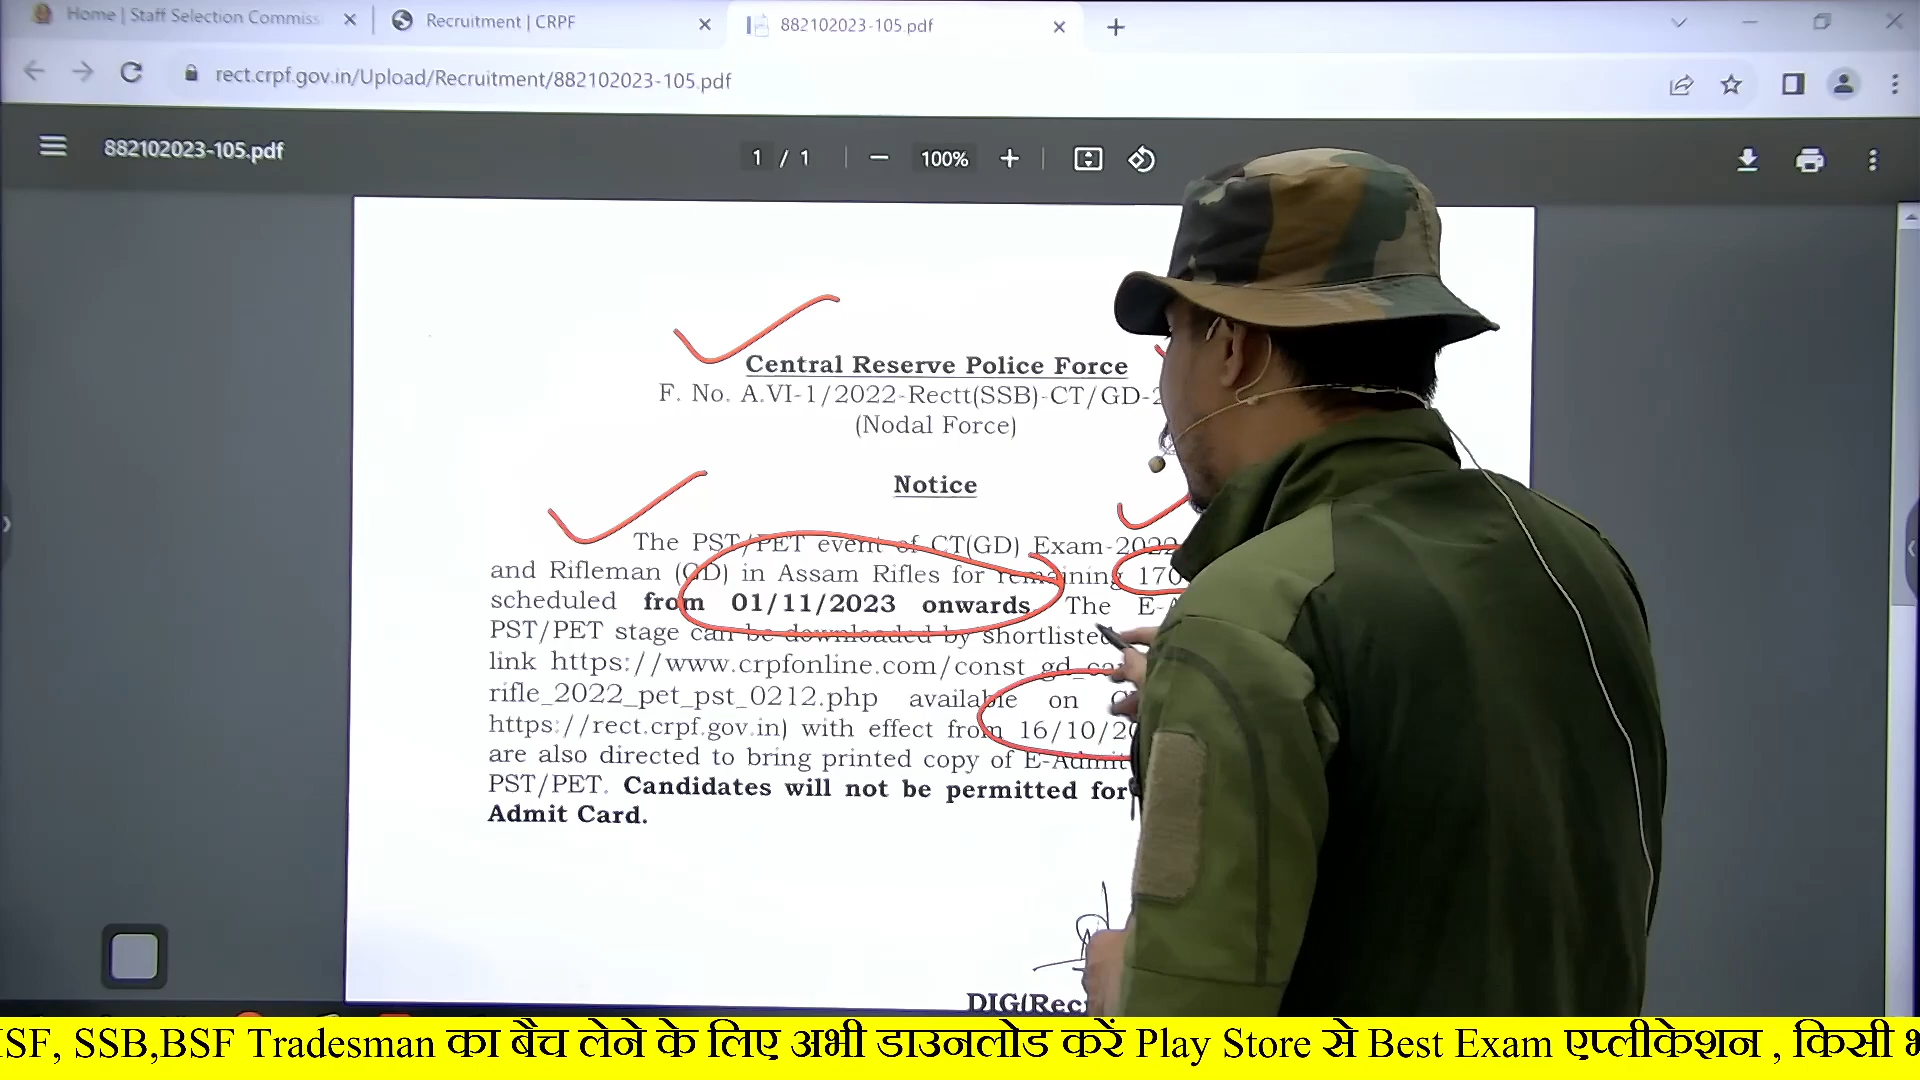 Home | Staff Selection Commiss
Recruitment | CRPF
882102023-105.pdf
rect.crpf.gov.in/Upload/Recruitment/882102023-105.pdf
882102023-105.pdf
1 / 1
100%
Central Reserve Police Force
F. No. A.VI-1/2022-Rectt(SSB)-CT/GD-2
(Nodal Force)
Notice
The PST/PET event of CT(GD) Exam-2022
and Rifleman (GD) in Assam Rifles for remaining 170
scheduled from 01/11/2023 onwards. The E-A
PST/PET stage can be downloaded by shortlisted
link https://www.crpfonline.com/const_gd_ca
rifle_2022_pet_pst_0212.php available on C
https://rect.crpf.gov.in) with effect from 16/10/20
are also directed to bring printed copy of E-Admit
PST/PET. Candidates will not be permitted for
Admit Card.
DIG(Rec
ISF, SSB,BSF Tradesman का बैच लेने के लिए अभी डाउनलोड करें Play Store से Best Exam एप्लीकेशन , किसी भ